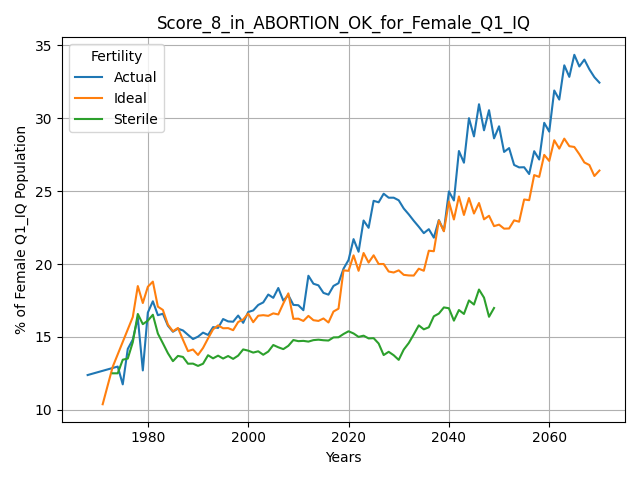 Score_8_in_ABORTION_OK_for_Female_Q1_IQ
Fertility
Actual
Ideal
Sterile
% of Female Q1_IQ Population
35
30
25
20
15
10
1980
2000
2020
2040
2060
Years